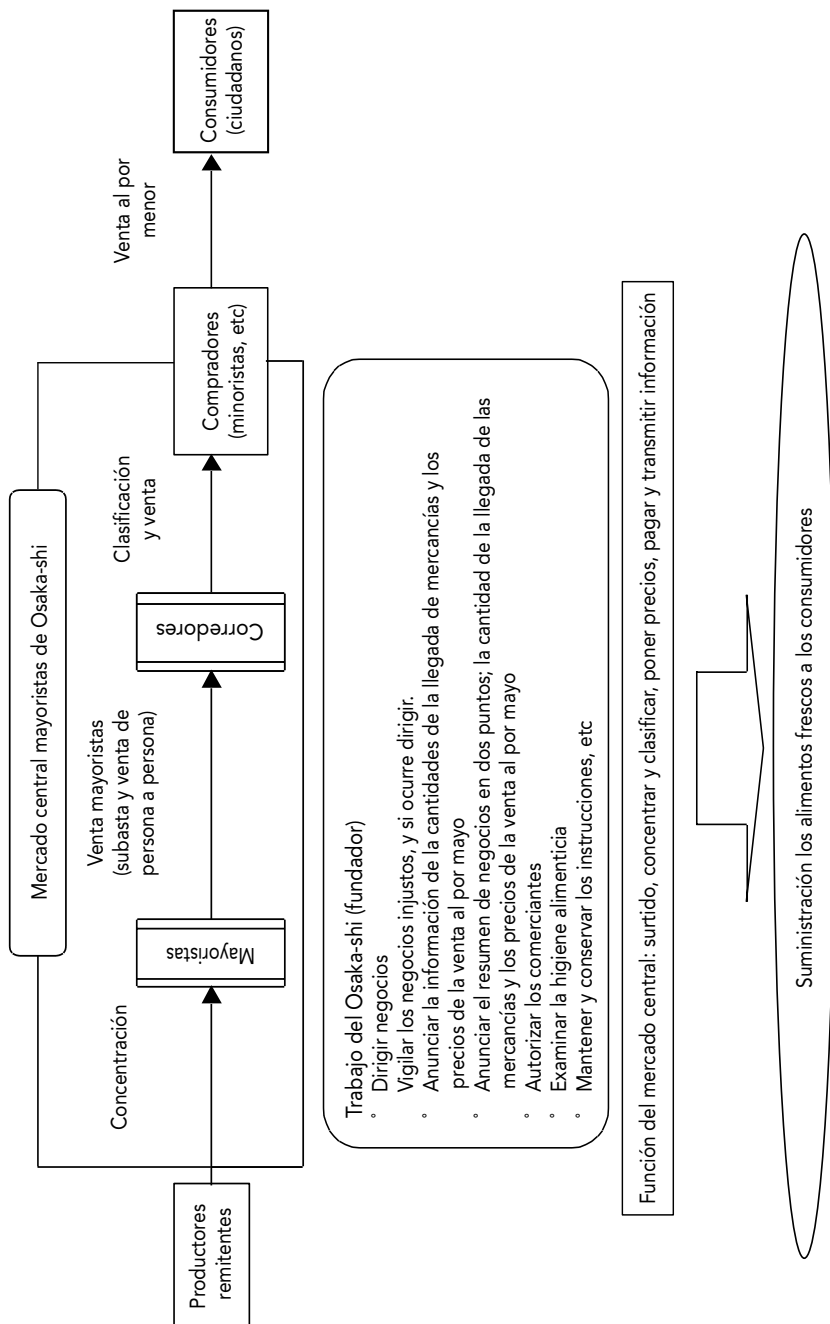 Mercado central mayoristas de Osaka-shi
Productores
remitentes
Concentración
Mayoristas
Venta mayoristas
(subasta y venta de
persona a persona)
Corredores
Clasificación
y venta
Compradores
(minoristas, etc)
Venta al por
menor
Consumidores
(ciudadanos)
Trabajo del Osaka-shi (fundador)
° Dirigir negocios
Vigilar los negocios injustos, y si ocurre dirigir.
° Anunciar la información de la cantidades de la llegada de mercancías y los
precios de la venta al por mayo
° Anunciar el resumen de negocios en dos puntos; la cantidad de la llegada de las
mercancías y los precios de la venta al por mayo
° Autorizar los comerciantes
° Examinar la higiene alimenticia
° Mantener y conservar los instrucciones, etc
Función del mercado central: surtido, concentrar y clasificar, poner precios, pagar y transmitir información
Suministración los alimentos frescos a los consumidores